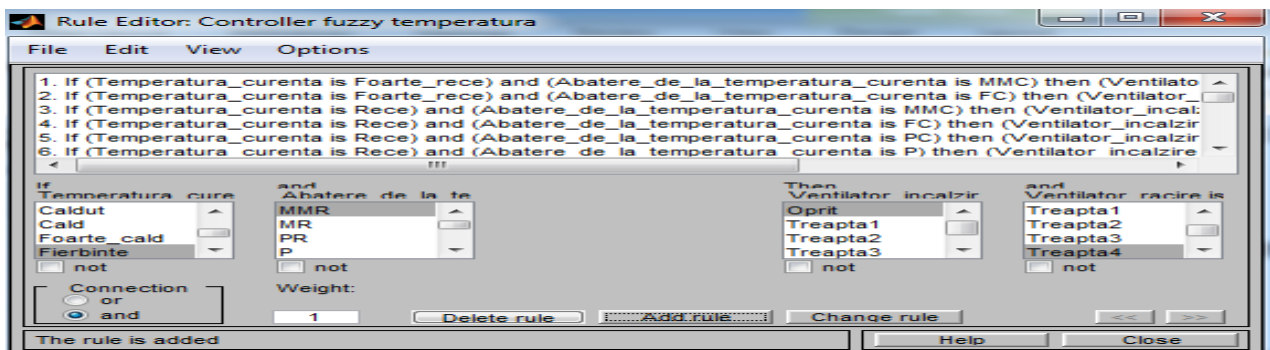 Rule Editor: Controller fuzzy temperatura
File Edit View Options
1. If (Temperatura_curenta is Foarte_rece) and (Abatere_de_la_temperatura_curenta is MMC) then (Ventilato
2. If (Temperatura_curenta is Foarte_rece) and (Abatere_de_la_temperatura_curenta is FC) then (Ventilator_
3. If (Temperatura_curenta is Rece) and (Abatere_de_la_temperatura_curenta is MMC) then (Ventilator_incal:
4. If (Temperatura_curenta is Rece) and (Abatere_de_la_temperatura_curenta is FC) then (Ventilator_incalzir
5. If (Temperatura_curenta is Rece) and (Abatere_de_la_temperatura_curenta is PC) then (Ventilator_incalzir
6. If (Temperatura_curenta is Rece) and (Abatere_de_la_temperatura_curenta is P) then (Ventilator_incalzire
If and Then and
Temperatura_cure Abatere_de_la_te Ventilator_incalzir Ventilator_racire is
Caldut MMR Oprit Treapta1
Cald MR Treapta1 Treapta2
Foarte_cald PR Treapta2 Treapta3
Fierbinte P Treapta3 Treapta4
not not not not
Connection Weight:
or
and 1 Delete rule Add rule Change rule << >>
The rule is added Help Close